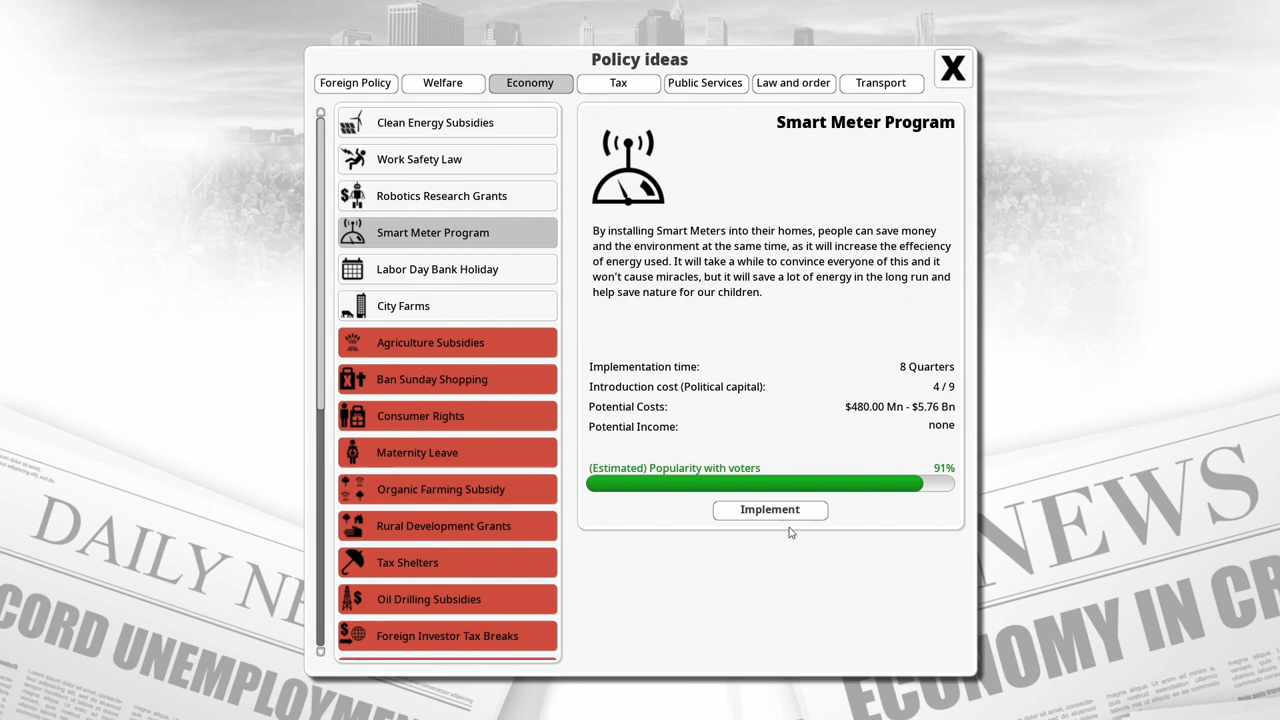 Policy ideas
X
Foreign Policy
Welfare
Economy
Tax
Public Services
Law and order
Transport
Clean Energy Subsidies
Work Safety Law
Robotics Research Grants
Smart Meter Program
Labor Day Bank Holiday
City Farms
Agriculture Subsidies
Ban Sunday Shopping
Consumer Rights
Maternity Leave
Organic Farming Subsidy
Rural Development Grants
Tax Shelters
Oil Drilling Subsidies
Foreign Investor Tax Breaks
Smart Meter Program
By installing Smart Meters into their homes, people can save money
and the environment at the same time, as it will increase the effeciency
of energy used. It will take a while to convince everyone of this and it
won't cause miracles, but it will save a lot of energy in the long run and
help save nature for our children.
Implementation time: 8 Quarters
Introduction cost (Political capital): 4 / 9
Potential Costs: $480.00 Mn - $5.76 Bn
Potential Income: none
(Estimated) Popularity with voters 91%
Implement
DAILY NE
CORD UNEMPLOYM
NEWS
ECONOMY IN CR